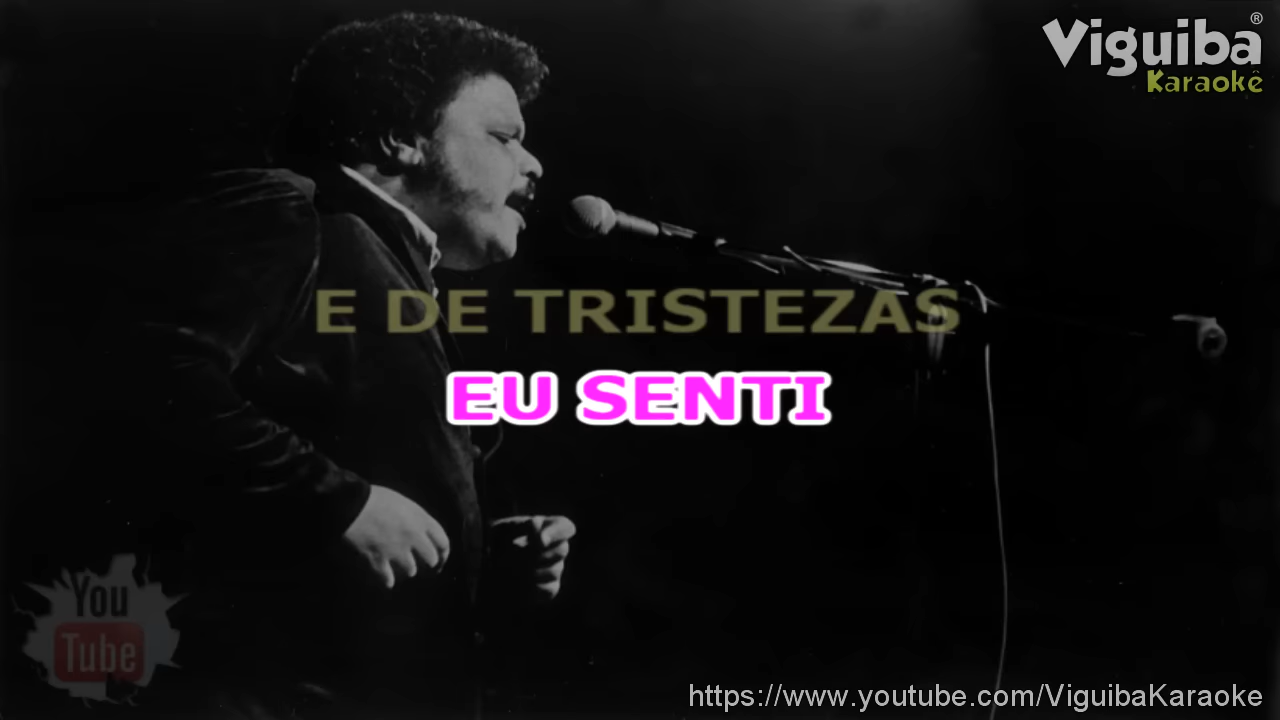 Viguiba®
Karaokê
E DE TRISTEZAS
EU SENTI
You
Tube
https://www.youtube.com/ViguibaKaraoke